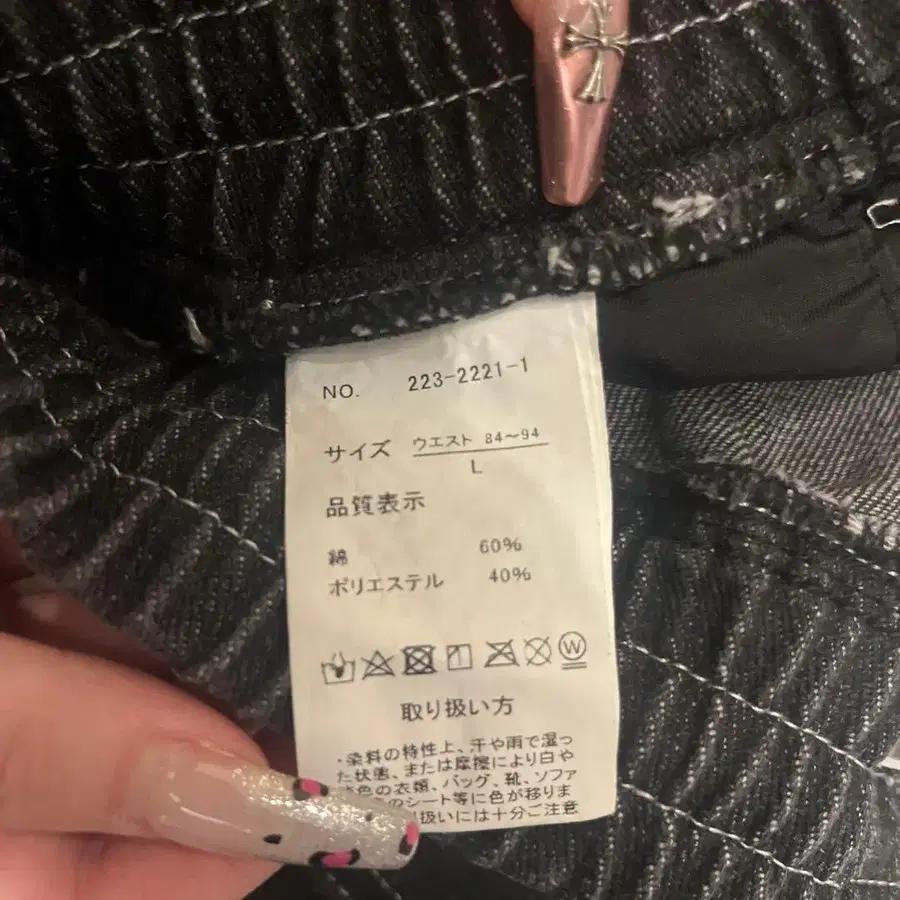 NO. 223-2221-1
サイズ ウエスト 84〜94
L
品質表示
綿 60%
ポリエステル 40%
W
取り扱い方
・染料の特性上、汗や雨で湿っ
た状態、または摩擦により白や
色の衣類、バッグ、靴、ソファ
のシート等に色が移りま
扱いには十分ご注意